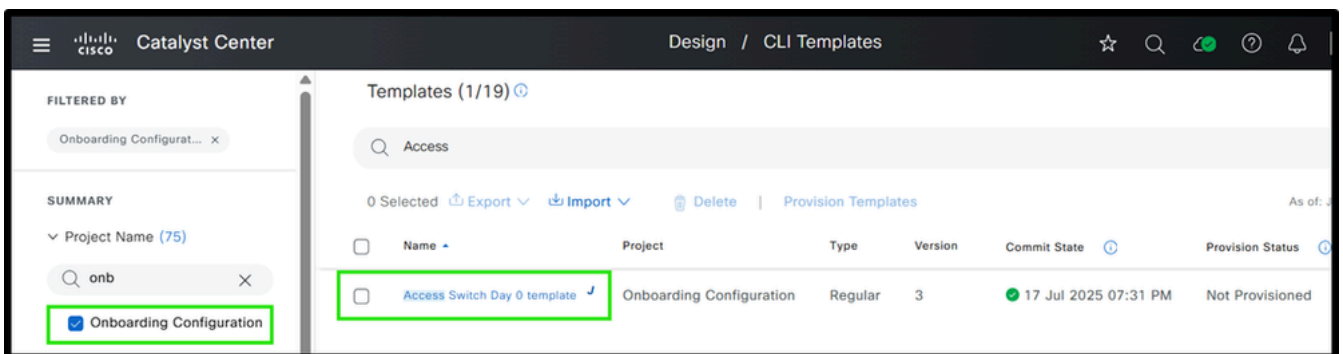 CISCO Catalyst Center
Design / CLI Templates
FILTERED BY
Onboarding Configurat... ×
SUMMARY
Project Name (75)
onb
Onboarding Configuration
Templates (1/19)
Access
0 Selected Export Import Delete | Provision Templates
As of: J
Name Project Type Version Commit State Provision Status
Access Switch Day 0 template J Onboarding Configuration Regular 3 17 Jul 2025 07:31 PM Not Provisioned